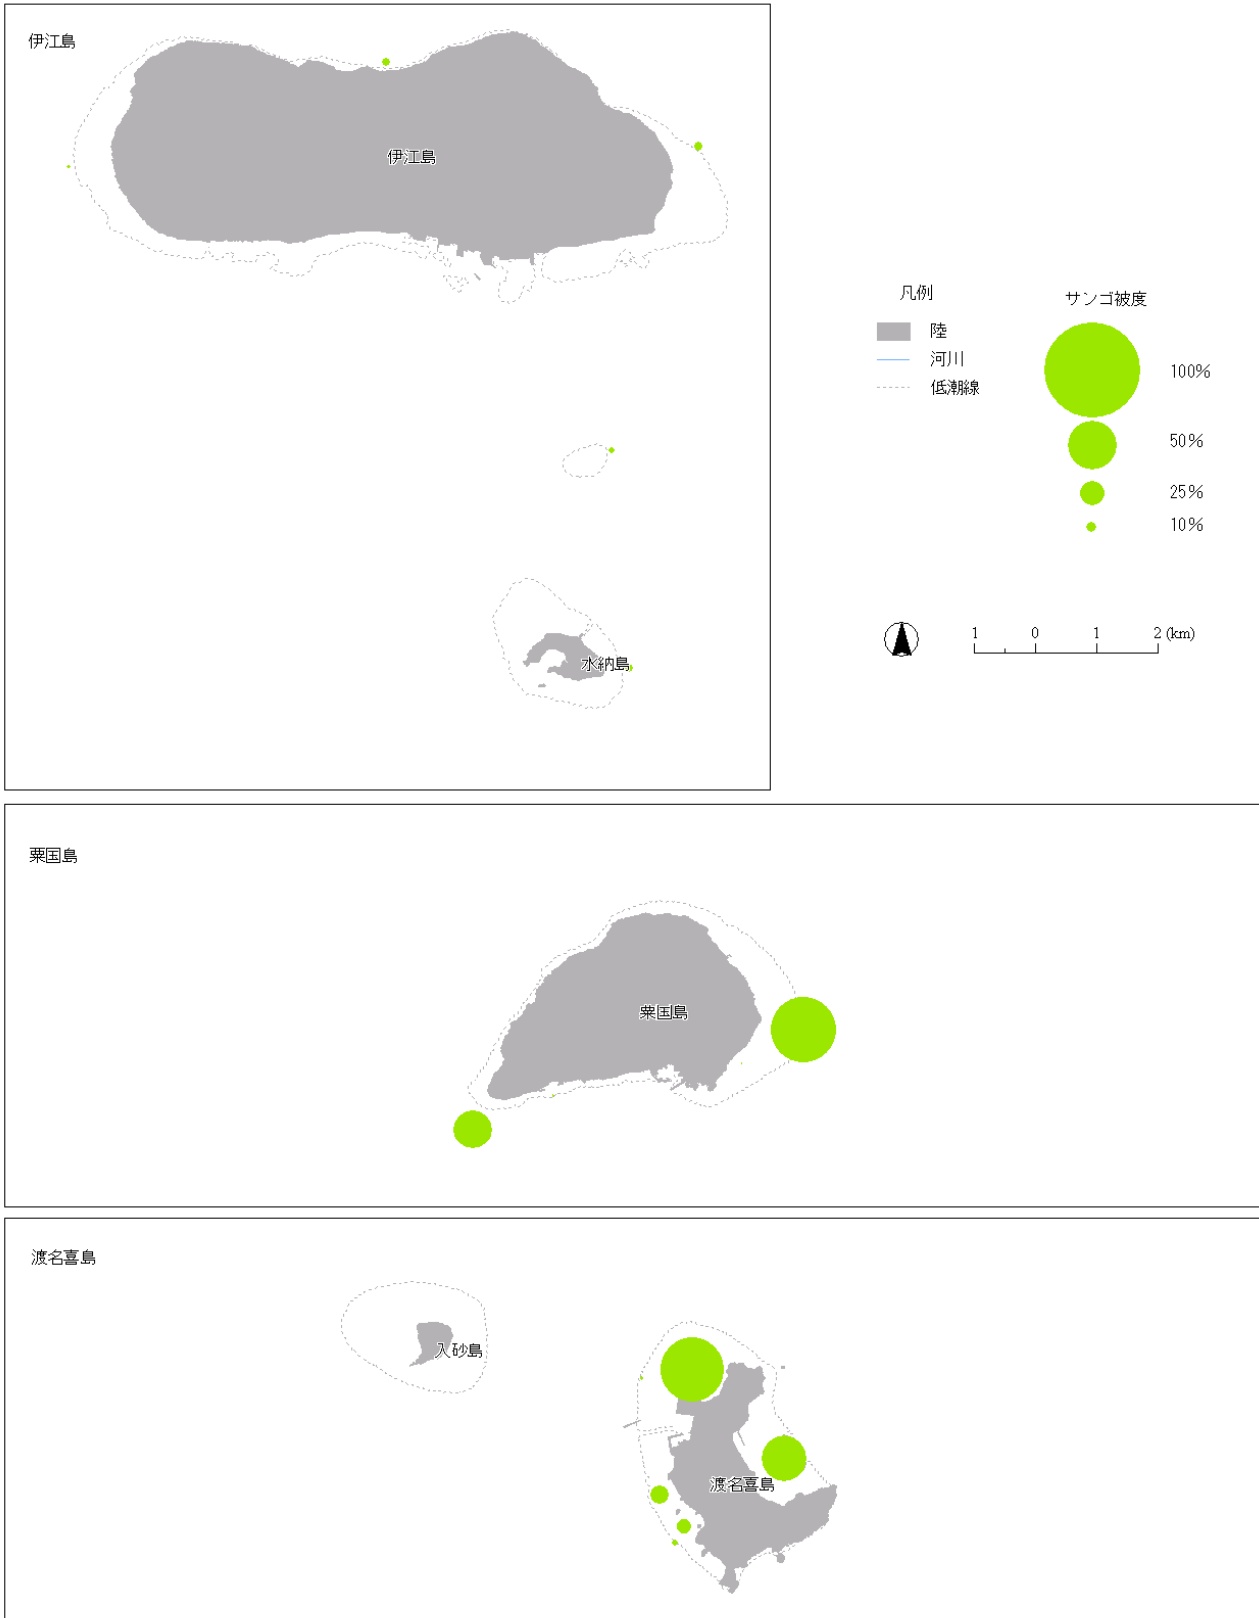 伊江島
伊江島
水納島
凡例
陸
河川
低潮線
サンゴ被度
100%
50%
25%
10%
1 0 1 2 (km)
粟国島
粟国島
渡名喜島
入砂島
渡名喜島